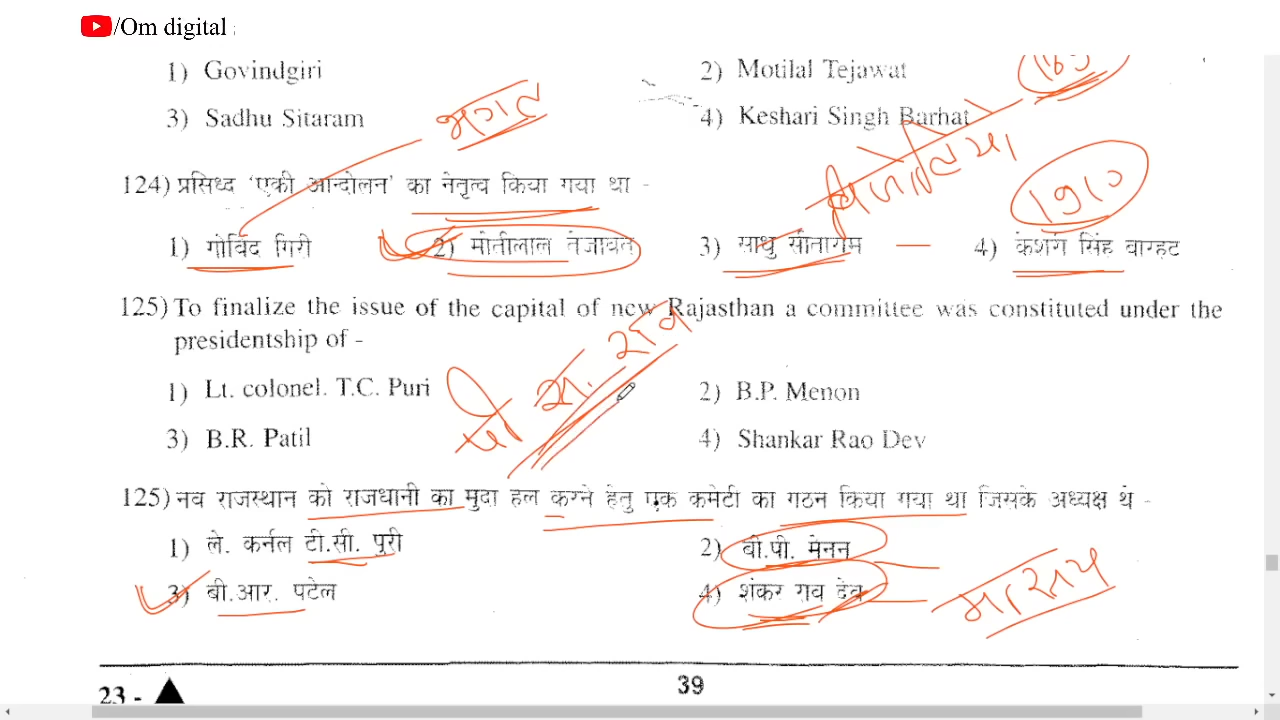 /Om digital
1) Govindgiri 2) Motilal Tejawat
3) Sadhu Sitaram 4) Keshari Singh Barhat
भगत
बिजोलिया
1910
124) प्रसिध्द 'एकी आन्दोलन' का नेतृत्व किया गया था -
1) गोविंद गिरी 2) मोतीलाल तेजावत 3) साधु सीताराम 4) केशरी सिंह बारहट
125) To finalize the issue of the capital of new Rajasthan a committee was constituted under the
presidentship of -
1) Lt. colonel. T.C. Puri 2) B.P. Menon
3) B.R. Patil 4) Shankar Rao Dev
125) नव राजस्थान की राजधानी का मुदा हल करने हेतु एक कमेटी का गठन किया गया था जिसके अध्यक्ष थे -
1) ले. कर्नल टी.सी. पूरी 2) बी.पी. मेनन
3) बी.आर. पटेल 4) शंकर राव देव
23 - 39